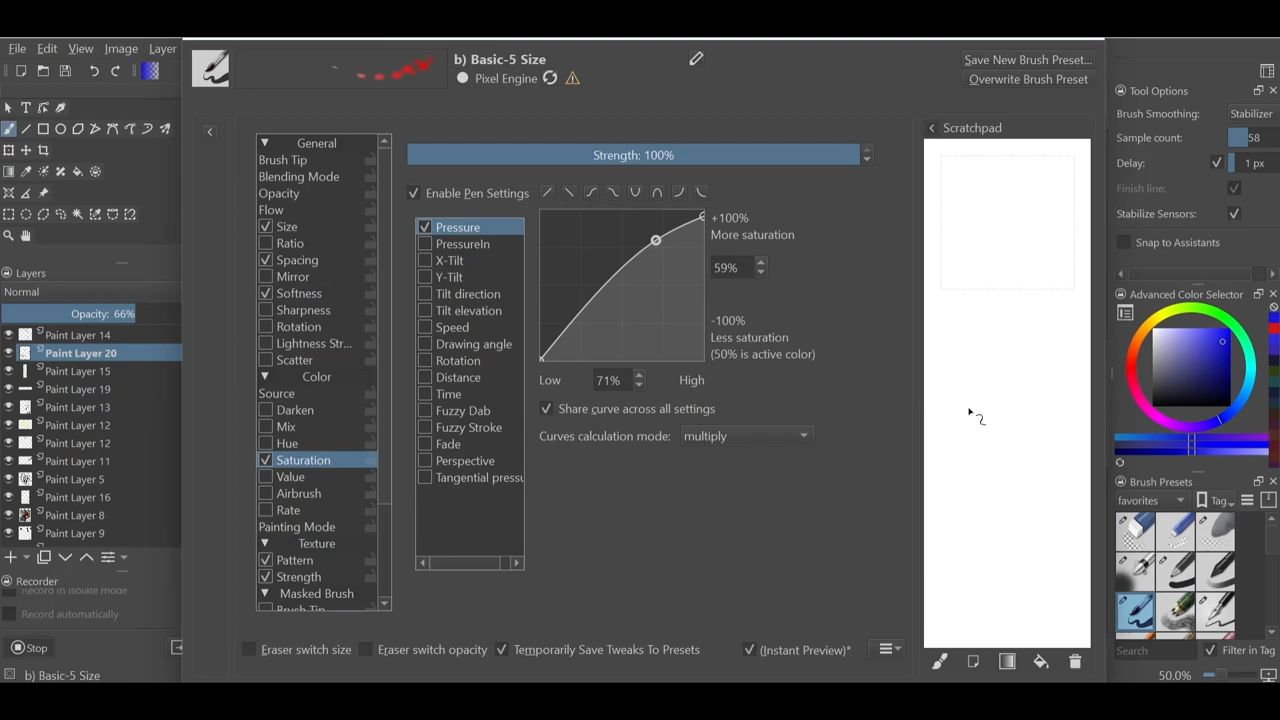 File Edit View Image Layer
Layers
Normal
Opacity: 66%
Paint Layer 14
Paint Layer 20
Paint Layer 15
Paint Layer 19
Paint Layer 13
Paint Layer 12
Paint Layer 12
Paint Layer 11
Paint Layer 5
Paint Layer 16
Paint Layer 8
Paint Layer 9
Recorder
Record in isolate mode
Record automatically
Stop
b) Basic-5 Size
b) Basic-5 Size
Pixel Engine
Save New Brush Preset...
Overwrite Brush Preset
General
Brush Tip
Blending Mode
Opacity
Flow
Size
Ratio
Spacing
Mirror
Softness
Sharpness
Rotation
Lightness Str...
Scatter
Color
Source
Darken
Mix
Hue
Saturation
Value
Airbrush
Rate
Painting Mode
Texture
Pattern
Strength
Masked Brush
Brush Tip
Strength: 100%
Enable Pen Settings
Pressure
PressureIn
X-Tilt
Y-Tilt
Tilt direction
Tilt elevation
Speed
Drawing angle
Rotation
Distance
Time
Fuzzy Dab
Fuzzy Stroke
Fade
Perspective
Tangential pressu
+100%
More saturation
59%
-100%
Less saturation
(50% is active color)
Low 71% High
Share curve across all settings
Curves calculation mode: multiply
Eraser switch size Eraser switch opacity Temporarily Save Tweaks To Presets (Instant Preview)*
Scratchpad
Tool Options
Brush Smoothing: Stabilizer
Sample count: 58
Delay: 1 px
Finish line:
Stabilize Sensors:
Snap to Assistants
Advanced Color Selector
Brush Presets
favorites Tag
Search Filter in Tag
50.0%